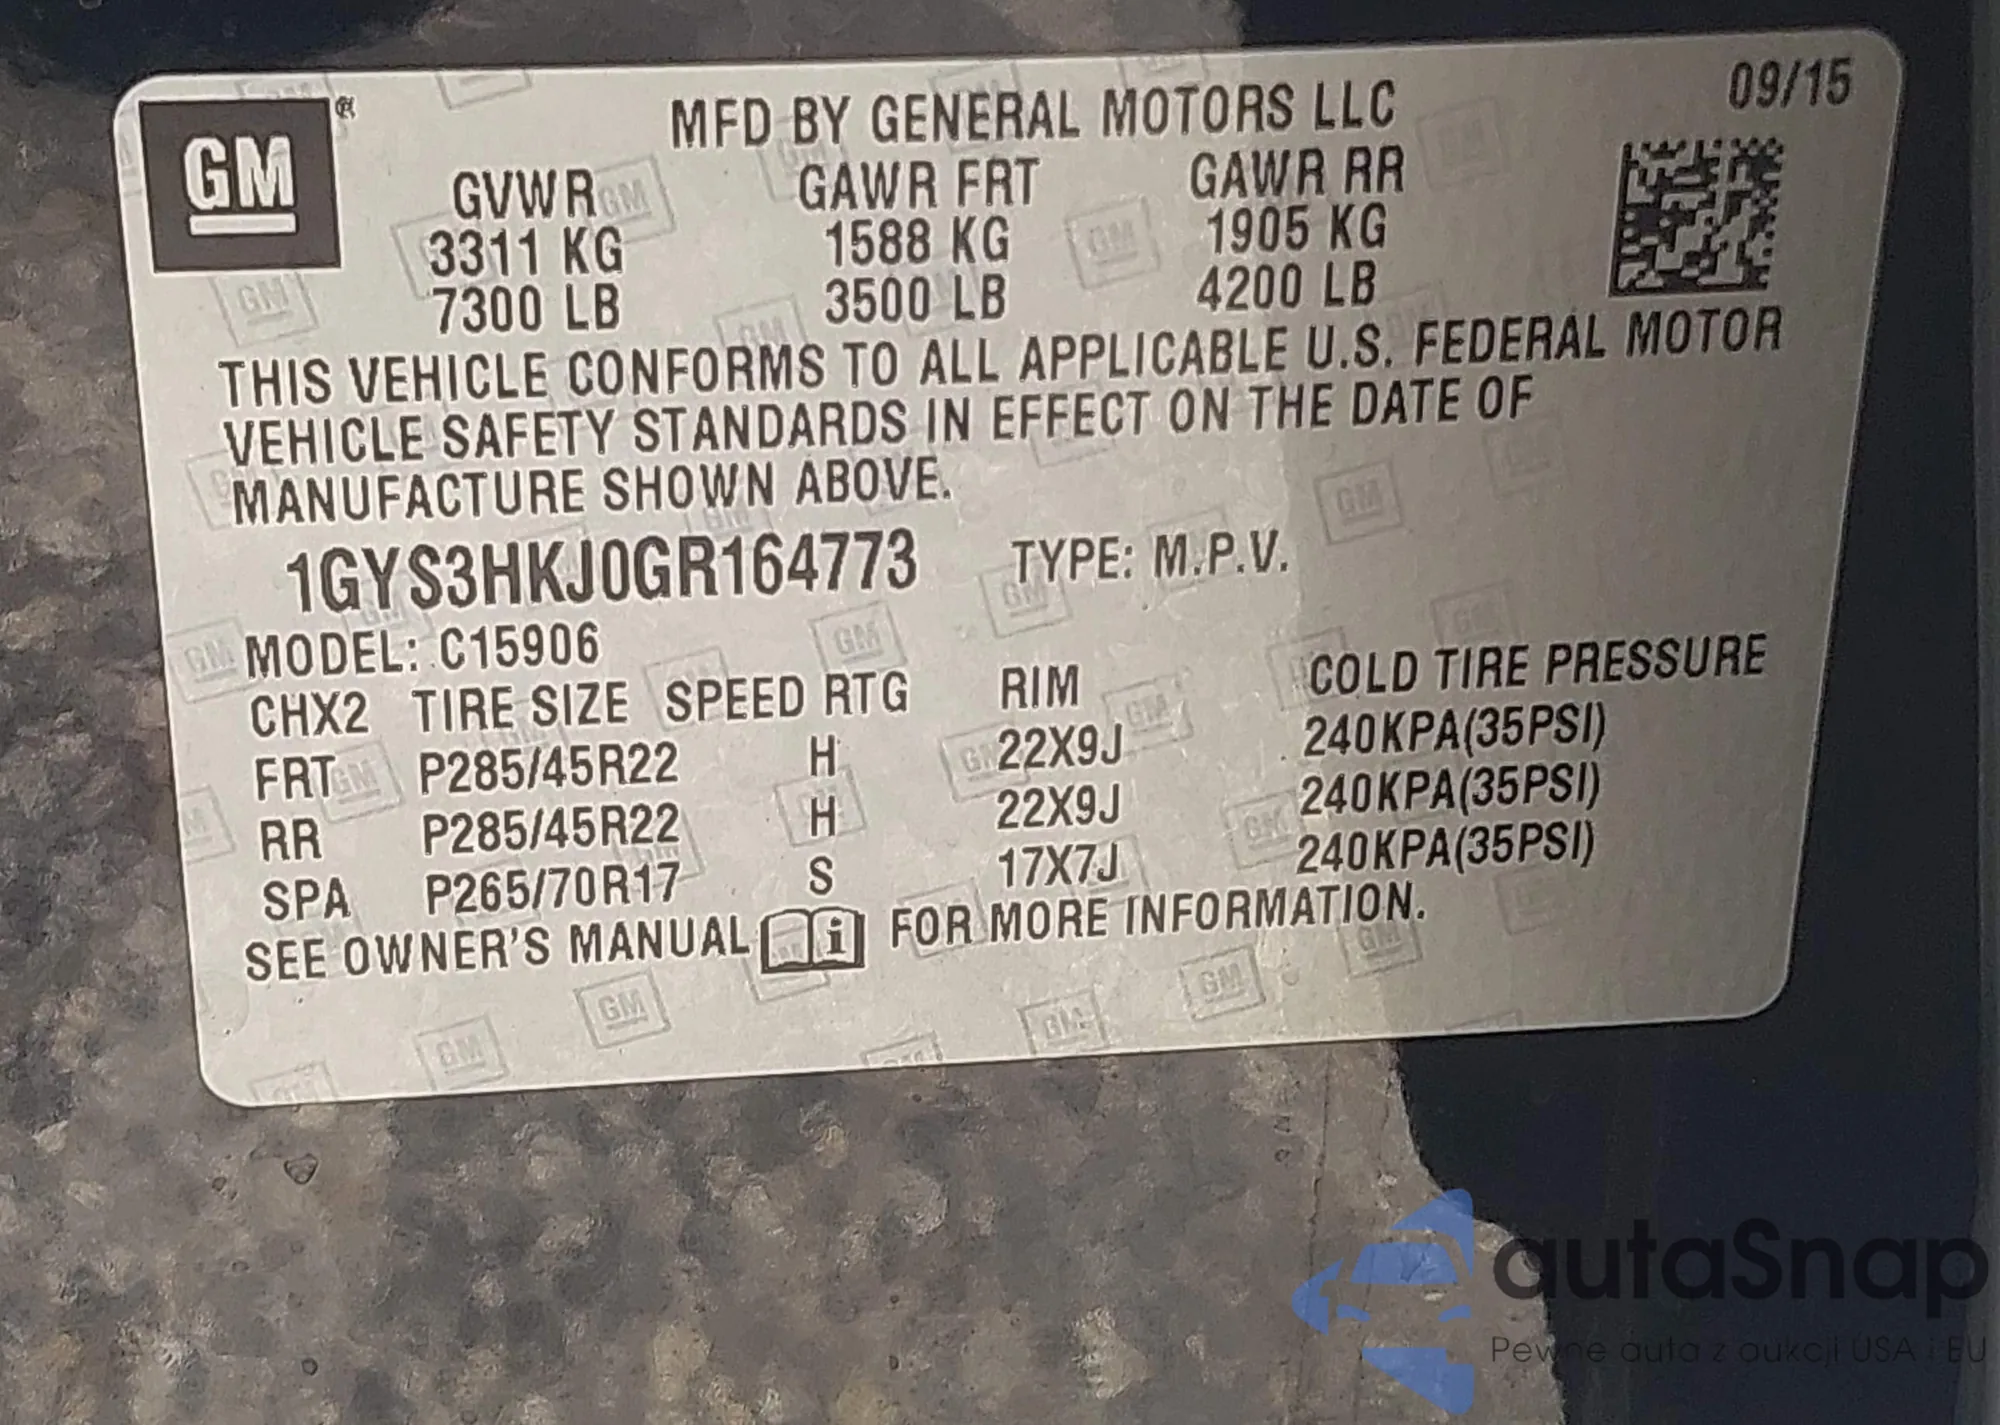 09/15
GM
MFD BY GENERAL MOTORS LLC
GVWR GAWR FRT GAWR RR
3311 KG 1588 KG 1905 KG
7300 LB 3500 LB 4200 LB
THIS VEHICLE CONFORMS TO ALL APPLICABLE U.S. FEDERAL MOTOR
VEHICLE SAFETY STANDARDS IN EFFECT ON THE DATE OF
MANUFACTURE SHOWN ABOVE.
1GYS3HKJ0GR164773 TYPE: M.P.V.
MODEL: C15906
CHX2 TIRE SIZE SPEED RTG RIM COLD TIRE PRESSURE
FRT P285/45R22 H 22X9J 240KPA(35PSI)
RR P285/45R22 H 22X9J 240KPA(35PSI)
SPA P265/70R17 S 17X7J 240KPA(35PSI)
SEE OWNER'S MANUAL i FOR MORE INFORMATION.
autaSnap
Pewne auta z aukcji USA i EU